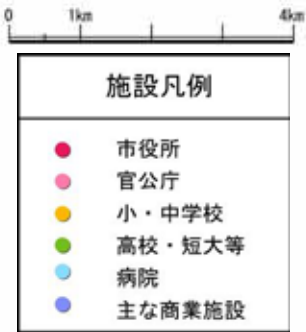 0 1km 4km
施設凡例
市役所
官公庁
小・中学校
高校・短大等
病院
主な商業施設